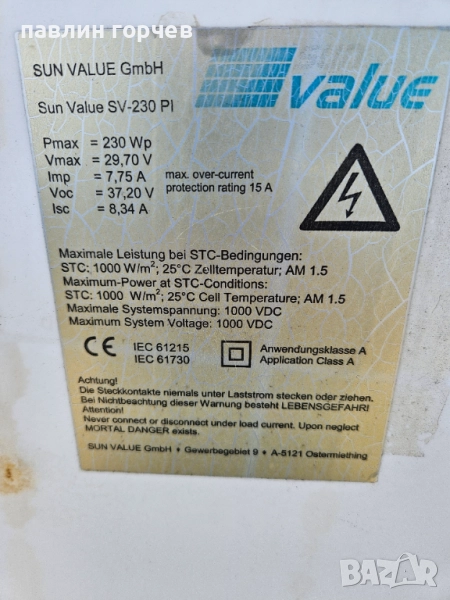 павлин горчев
SUN VALUE GmbH
sun
value
Sun Value SV-230 PI
Pmax = 230 Wp
Vmax = 29,70 V
Imp = 7,75 A
Voc = 37,20 V
Isc = 8,34 A
max. over-current
protection rating 15 A
Maximale Leistung bei STC-Bedingungen:
STC: 1000 W/m²; 25°C Zelltemperatur; AM 1.5
Maximum-Power at STC-Conditions:
STC: 1000 W/m²; 25°C Cell Temperature; AM 1.5
Maximale Systemspannung: 1000 VDC
Maximum System Voltage: 1000 VDC
CE IEC 61215
IEC 61730
Anwendungsklasse A
Application Class A
Achtung!
Die Steckkontakte niemals unter Laststrom stecken oder ziehen.
Bei Nichtbeachtung dieser Warnung besteht LEBENSGEFAHR!
Attention!
Never connect or disconnect under load current. Upon neglect
MORTAL DANGER exists.
SUN VALUE GmbH • Gewerbegebiet 9 • A-5121 Ostermiething
BAZAR